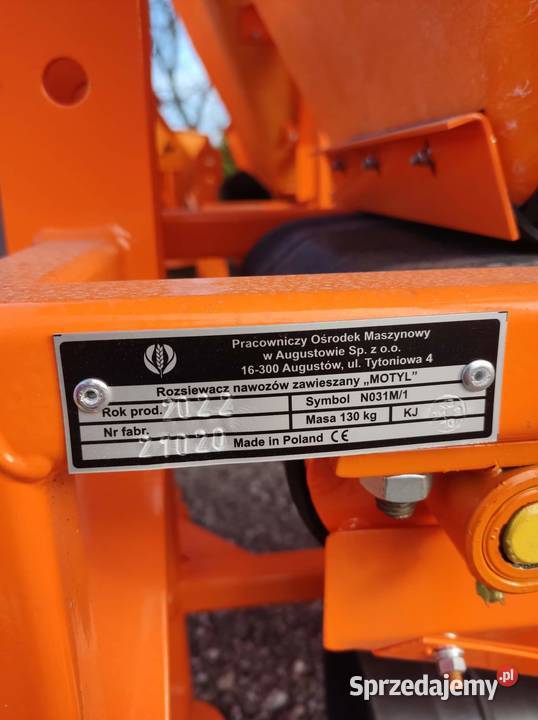 Pracowniczy Ośrodek Maszynowy
w Augustowie Sp. z o.o.
16-300 Augustów, ul. Tytoniowa 4
Rozsiewacz nawozów zawieszany „MOTYL"
Rok prod. 2022 Symbol N031M/1
Nr fabr. 21020 Masa 130 kg KJ
Made in Poland CE
Sprzedajemy.pl